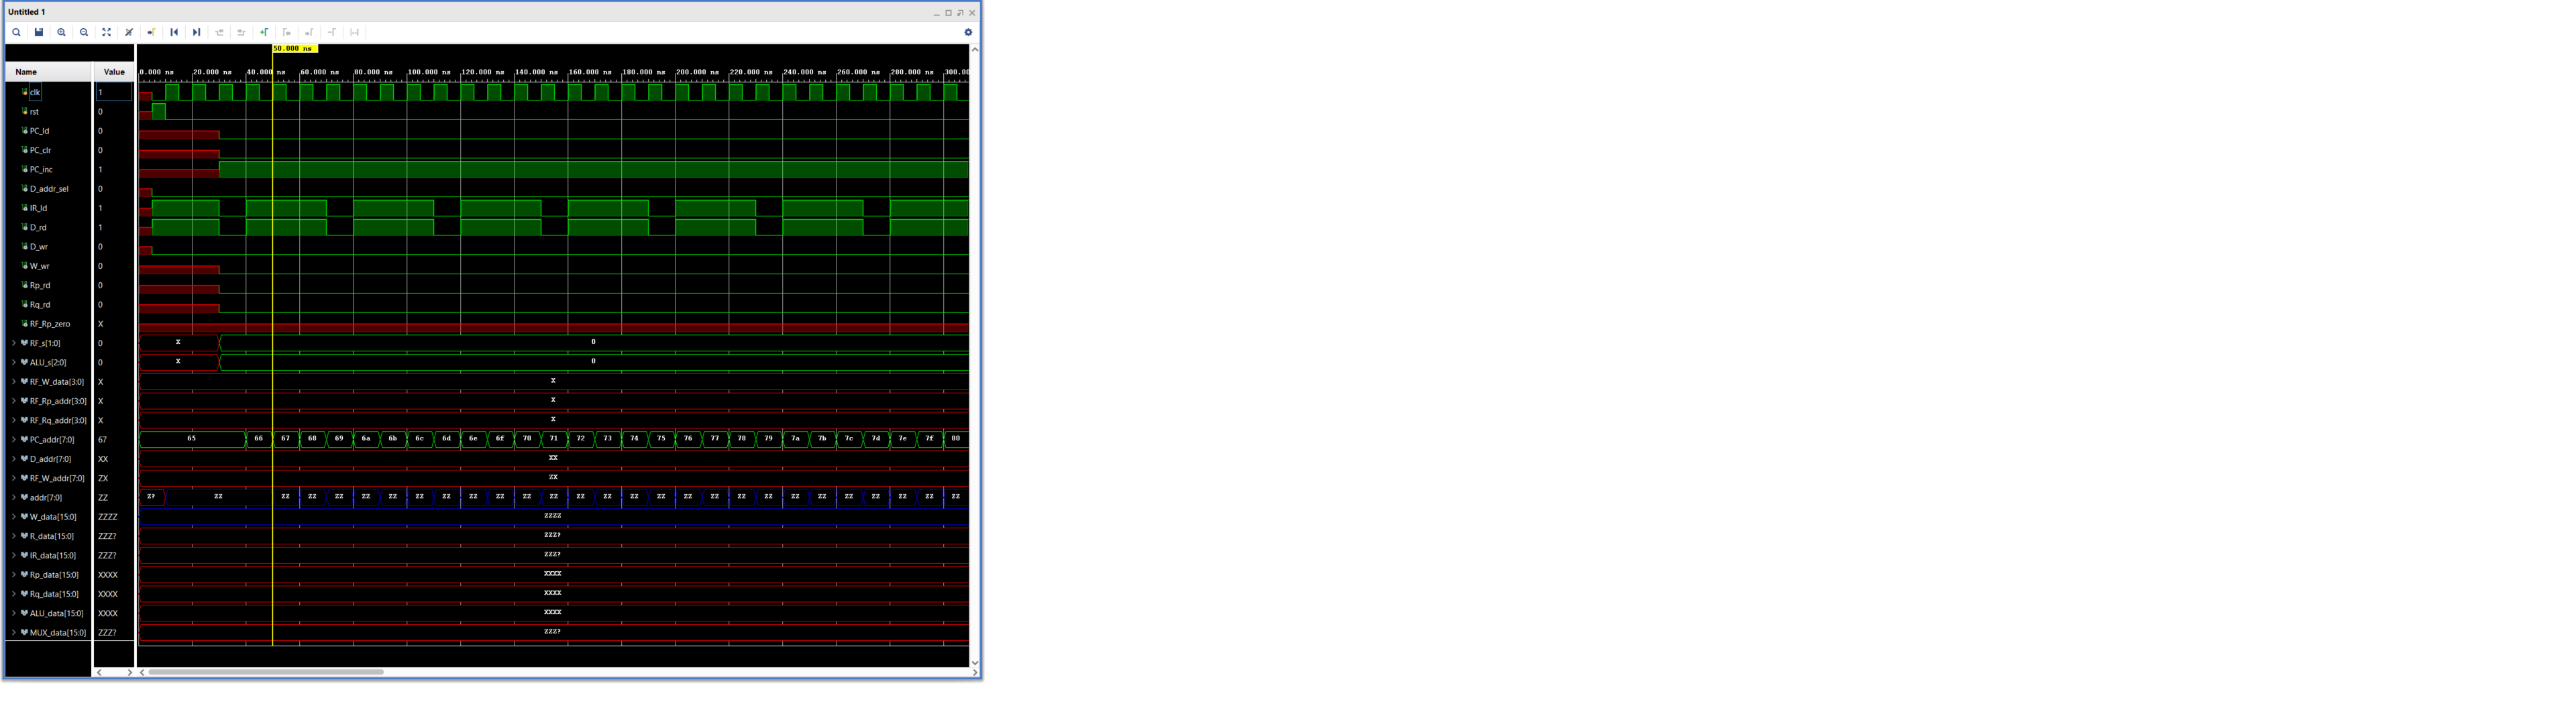 Untitled 1
50.000 ns
Name Value 0.000 ns 20.000 ns 40.000 ns 60.000 ns 80.000 ns 100.000 ns 120.000 ns 140.000 ns 160.000 ns 180.000 ns 200.000 ns 220.000 ns 240.000 ns 260.000 ns 280.000 ns 300.00
clk 1
rst 0
PC_ld 0
PC_clr 0
PC_inc 1
D_addr_sel 0
IR_ld 1
D_rd 1
D_wr 0
W_wr 0
Rp_rd 0
Rq_rd 0
RF_Rp_zero X
RF_s[1:0] 0 X 0
ALU_s[2:0] 0 X 0
RF_W_data[3:0] X X
RF_Rp_addr[3:0] X X
RF_Rq_addr[3:0] X X
PC_addr[7:0] 67 65 66 67 68 69 6a 6b 6c 6d 6e 6f 70 71 72 73 74 75 76 77 78 79 7a 7b 7c 7d 7e 7f 80
D_addr[7:0] XX XX
RF_W_addr[7:0] ZX ZX
addr[7:0] ZZ Z? ZZ ZZ ZZ ZZ ZZ ZZ ZZ ZZ ZZ ZZ ZZ ZZ ZZ ZZ ZZ ZZ ZZ ZZ ZZ ZZ ZZ ZZ ZZ ZZ ZZ ZZ
W_data[15:0] ZZZZ ZZZZ
R_data[15:0] ZZZ? ZZZ?
IR_data[15:0] ZZZ? ZZZ?
Rp_data[15:0] XXXX XXXX
Rq_data[15:0] XXXX XXXX
ALU_data[15:0] XXXX XXXX
MUX_data[15:0] ZZZ? ZZZ?